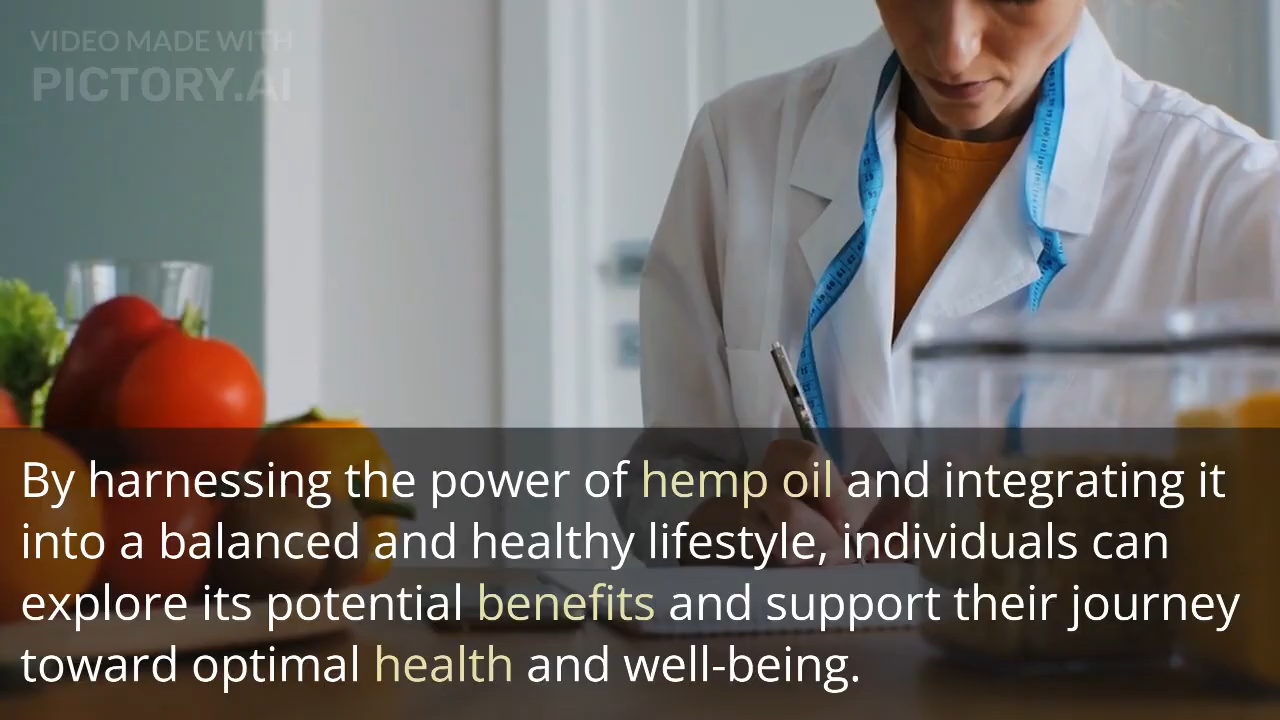 VIDEO MADE WITH
PICTORY.AI
By harnessing the power of hemp oil and integrating it
into a balanced and healthy lifestyle, individuals can
explore its potential benefits and support their journey
toward optimal health and well-being.